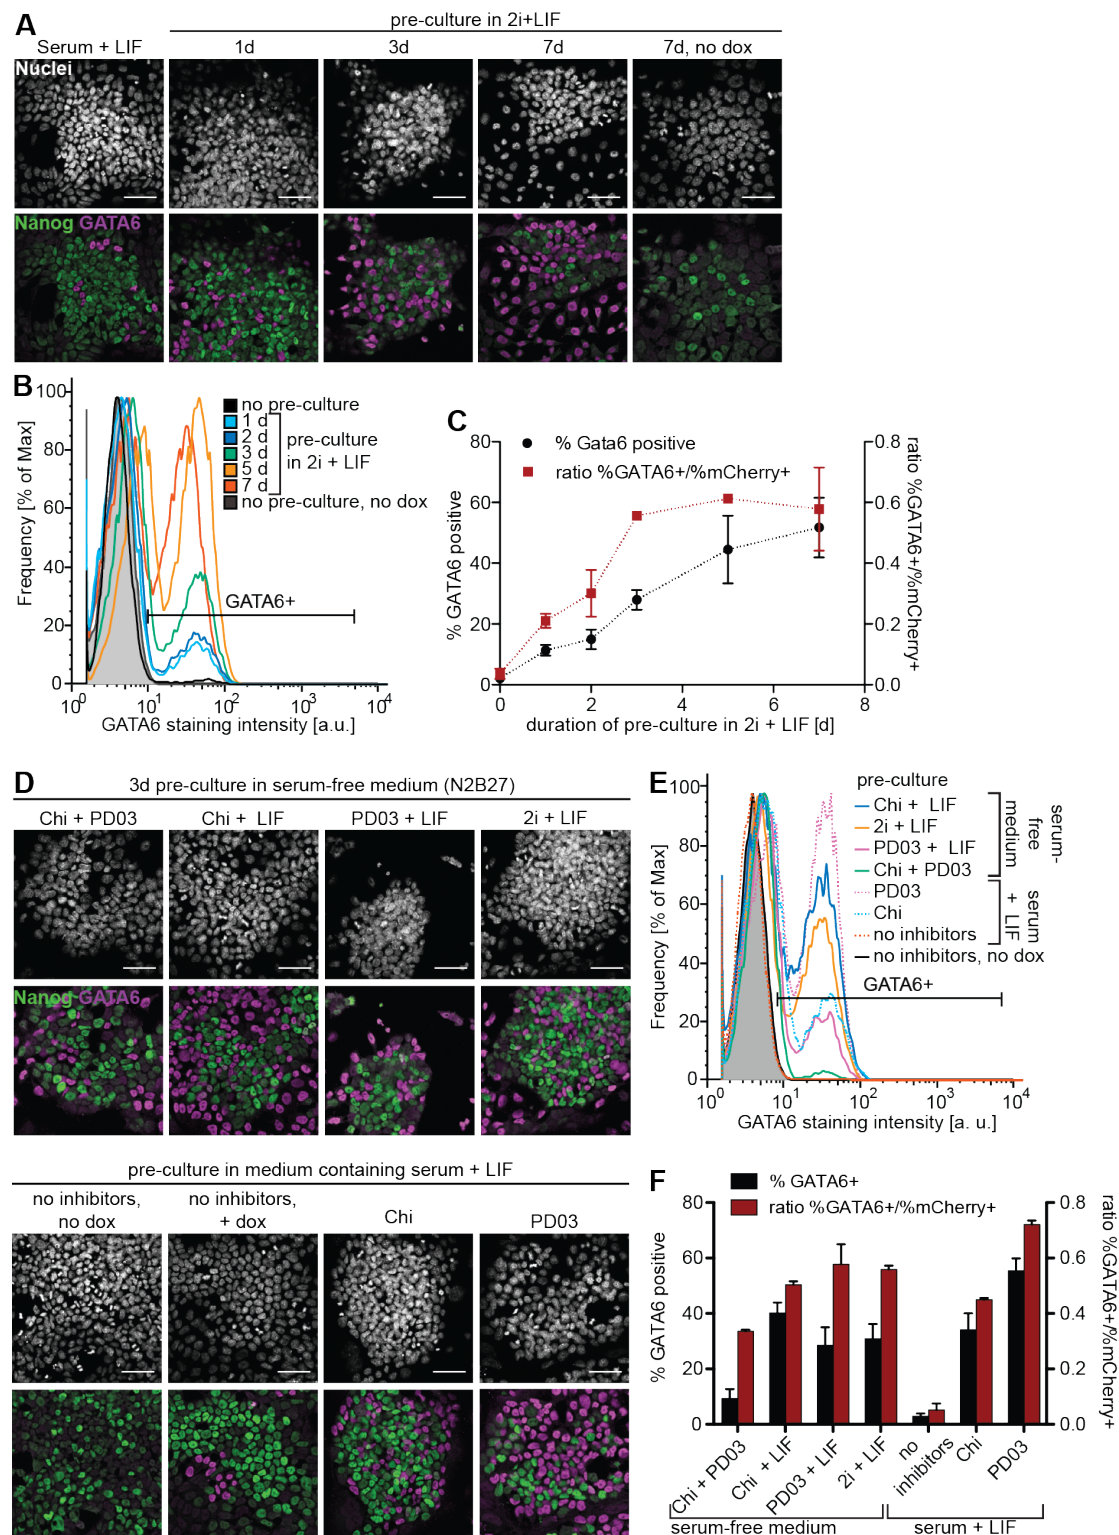 A
pre-culture in 2i+LIF
Serum + LIF
1d
3d
7d
7d, no dox
Nuclei
Nanog GATA6
B
100
80
60
40
20
0
Frequency [% of Max]
no pre-culture
1 d
2 d
3 d
5 d
7 d
pre-culture
in 2i + LIF
no pre-culture, no dox
GATA6+
10^0
10^1
10^2
10^3
10^4
GATA6 staining intensity [a.u.]
C
% Gata6 positive
ratio %GATA6+/%mCherry+
80
60
40
20
0
% GATA6 positive
0.8
0.6
0.4
0.2
0.0
ratio %GATA6+/%mCherry+
0
2
4
6
8
duration of pre-culture in 2i + LIF [d]
D
3d pre-culture in serum-free medium (N2B27)
Chi + PD03
Chi + LIF
PD03 + LIF
2i + LIF
Nanog GATA6
pre-culture in medium containing serum + LIF
no inhibitors,
no dox
no inhibitors,
+ dox
Chi
PD03
E
100
80
60
40
20
0
Frequency [% of Max]
pre-culture
Chi + LIF
2i + LIF
PD03 + LIF
Chi + PD03
PD03
Chi
no inhibitors
no inhibitors, no dox
serum-
free
medium
serum
+ LIF
GATA6+
10^0
10^1
10^2
10^3
10^4
GATA6 staining intensity [a. u.]
F
% GATA6+
ratio %GATA6+/%mCherry+
80
60
40
20
0
% GATA6 positive
0.8
0.6
0.4
0.2
0.0
ratio %GATA6+/%mCherry+
Chi + PD03
Chi + LIF
PD03 + LIF
2i + LIF
no
inhibitors
Chi
PD03
serum-free medium
serum + LIF